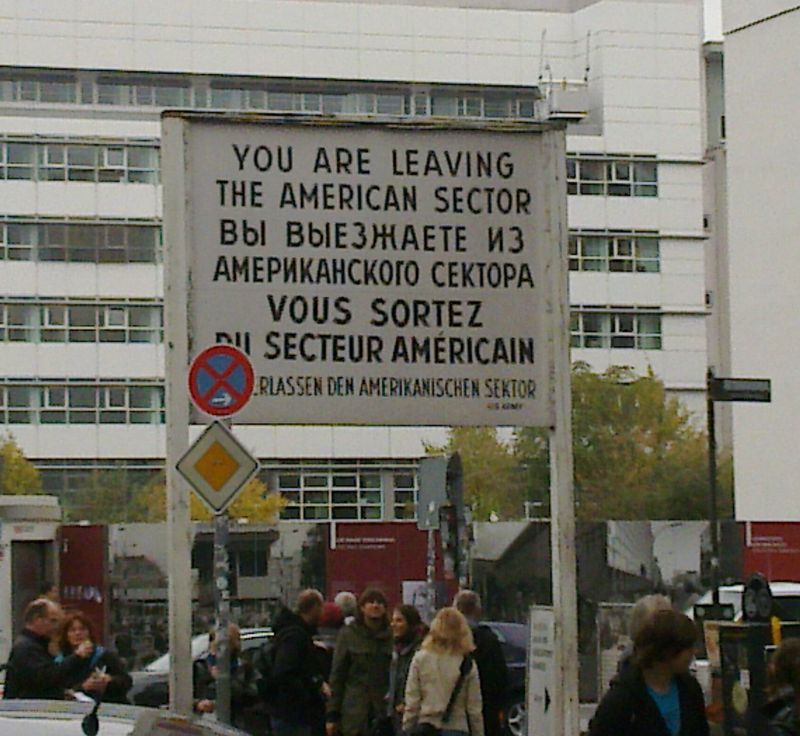 YOU ARE LEAVING
THE AMERICAN SECTOR
ВЫ ВЫЕЗЖАЕТЕ ИЗ
АМЕРИКАНСКОГО СЕКТОРА
VOUS SORTEZ
DU SECTEUR AMÉRICAIN
ERLASSEN DEN AMERIKANISCHEN SEKTOR